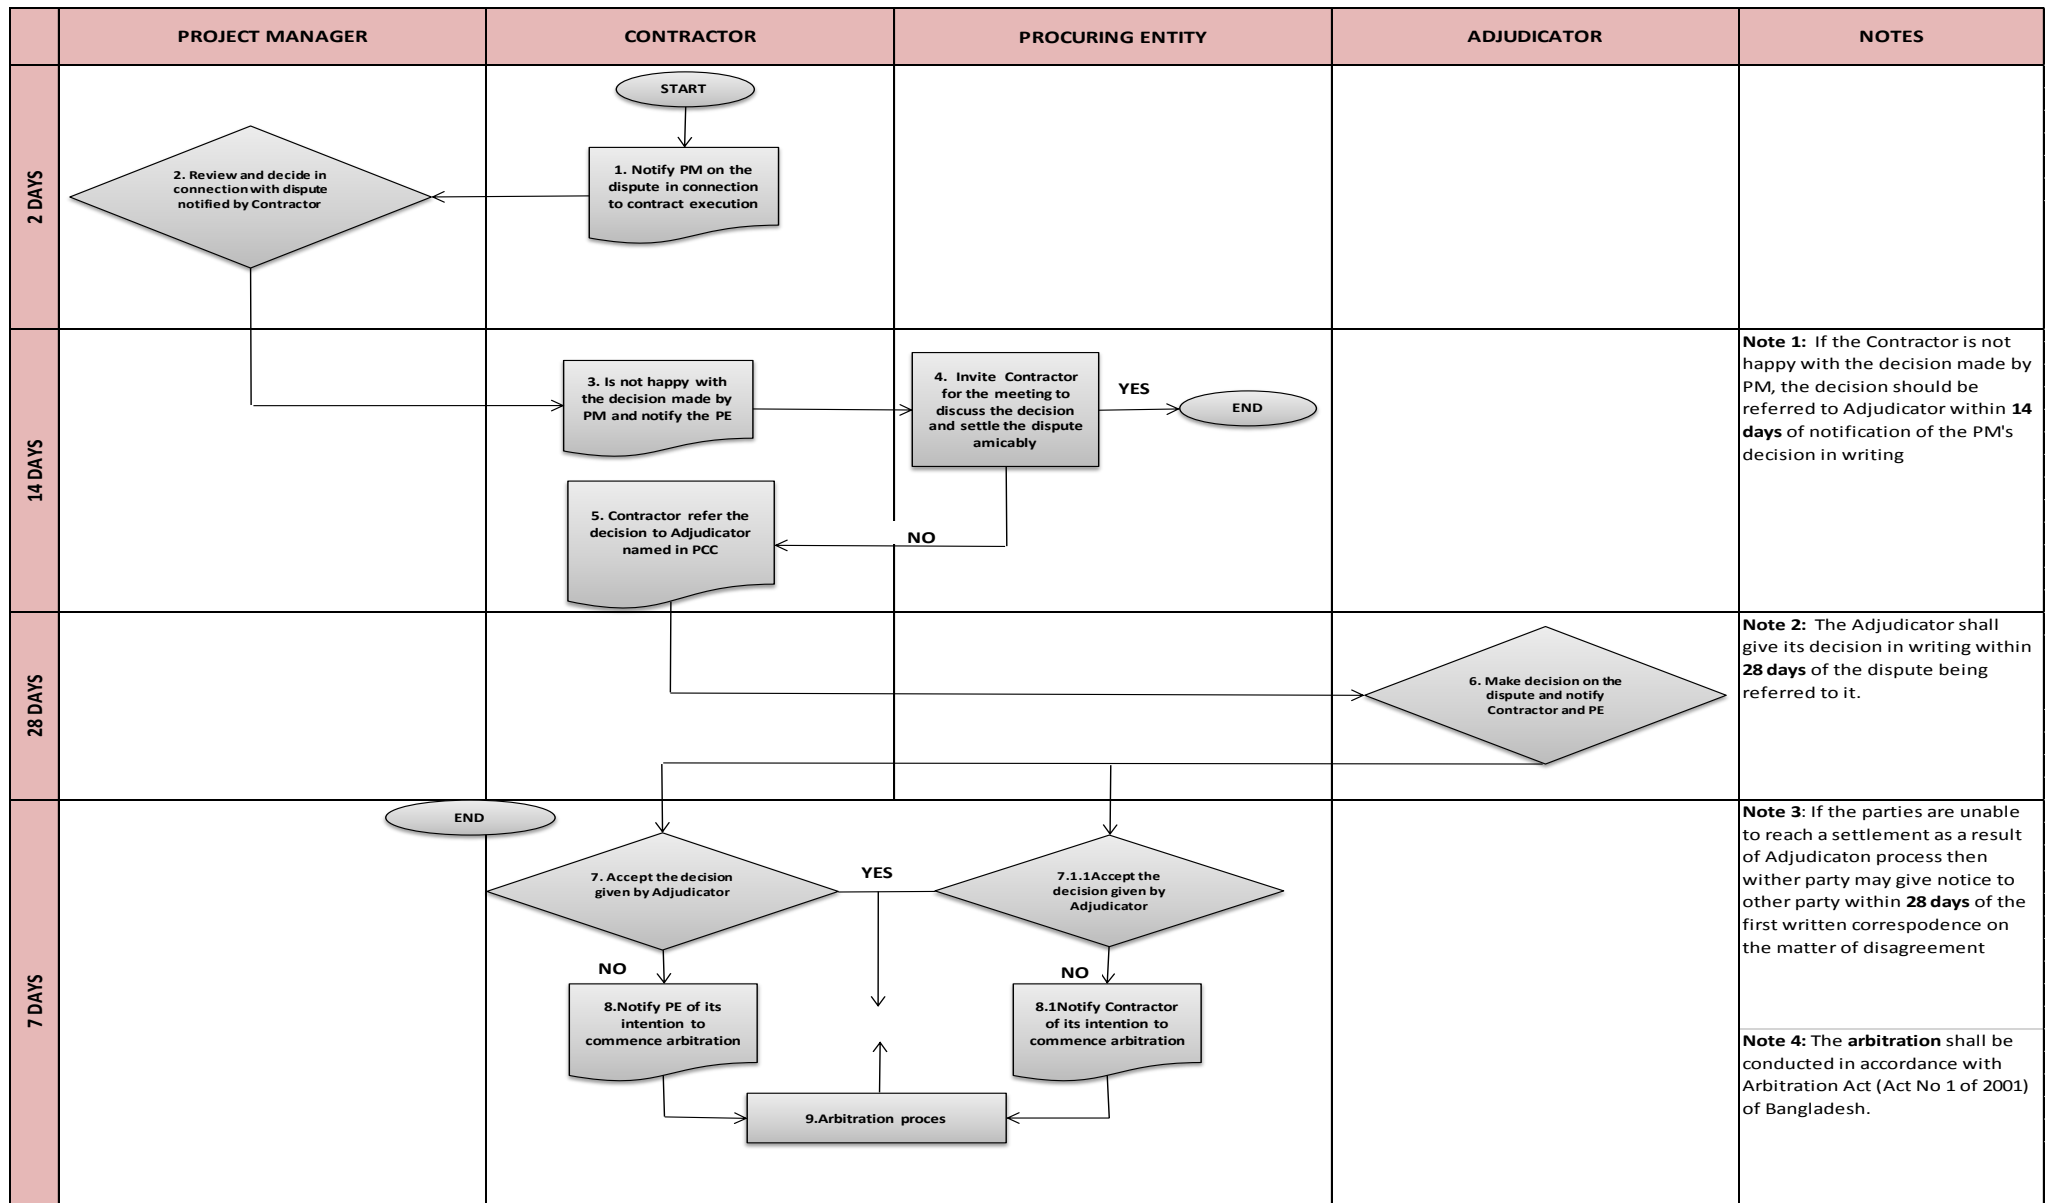 PROJECT MANAGER
CONTRACTOR
PROCURING ENTITY
ADJUDICATOR
NOTES
2 DAYS
START
1. Notify PM on the
dispute in connection
to contract execution
2. Review and decide in
connection with dispute
notified by Contractor
14 DAYS
3. Is not happy with
the decision made by
PM and notify the PE
4. Invite Contractor
for the meeting to
discuss the decision
and settle the dispute
amicably
YES
END
5. Contractor refer the
decision to Adjudicator
named in PCC
NO
Note 1: If the Contractor is not
happy with the decision made by
PM, the decision should be
referred to Adjudicator within 14
days of notification of the PM's
decision in writing
28 DAYS
6. Make decision on the
dispute and notify
Contractor and PE
Note 2: The Adjudicator shall
give its decision in writing within
28 days of the dispute being
referred to it.
7 DAYS
END
7. Accept the decision
given by Adjudicator
YES
7.1.1Accept the
decision given by
Adjudicator
NO
NO
8.Notify PE of its
intention to
commence arbitration
8.1Notify Contractor
of its intention to
commence arbitration
9.Arbitration proces
Note 3: If the parties are unable
to reach a settlement as a result
of Adjudicaton process then
wither party may give notice to
other party within 28 days of the
first written correspodence on
the matter of disagreement
Note 4: The arbitration shall be
conducted in accordance with
Arbitration Act (Act No 1 of 2001)
of Bangladesh.